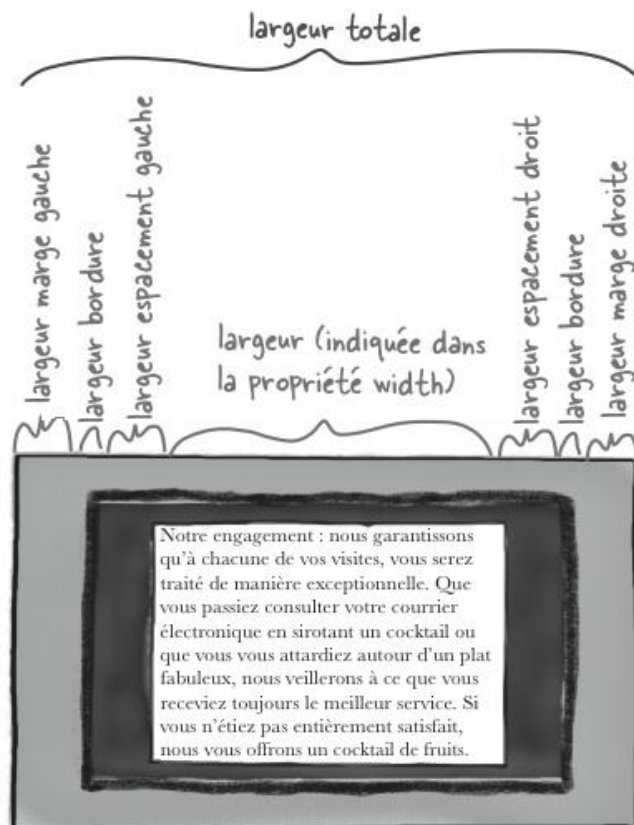 largeur totale
largeur marge gauche
largeur bordure
largeur espacement gauche
largeur (indiquée dans
la propriété width)
largeur espacement droit
largeur bordure
largeur marge droite
Notre engagement : nous garantissons
qu'à chacune de vos visites, vous serez
traité de manière exceptionnelle. Que
vous passiez consulter votre courrier
électronique en sirotant un cocktail ou
que vous vous attardiez autour d'un plat
fabuleux, nous veillerons à ce que vous
receviez toujours le meilleur service. Si
vous n'étiez pas entièrement satisfait,
nous vous offrons un cocktail de fruits.